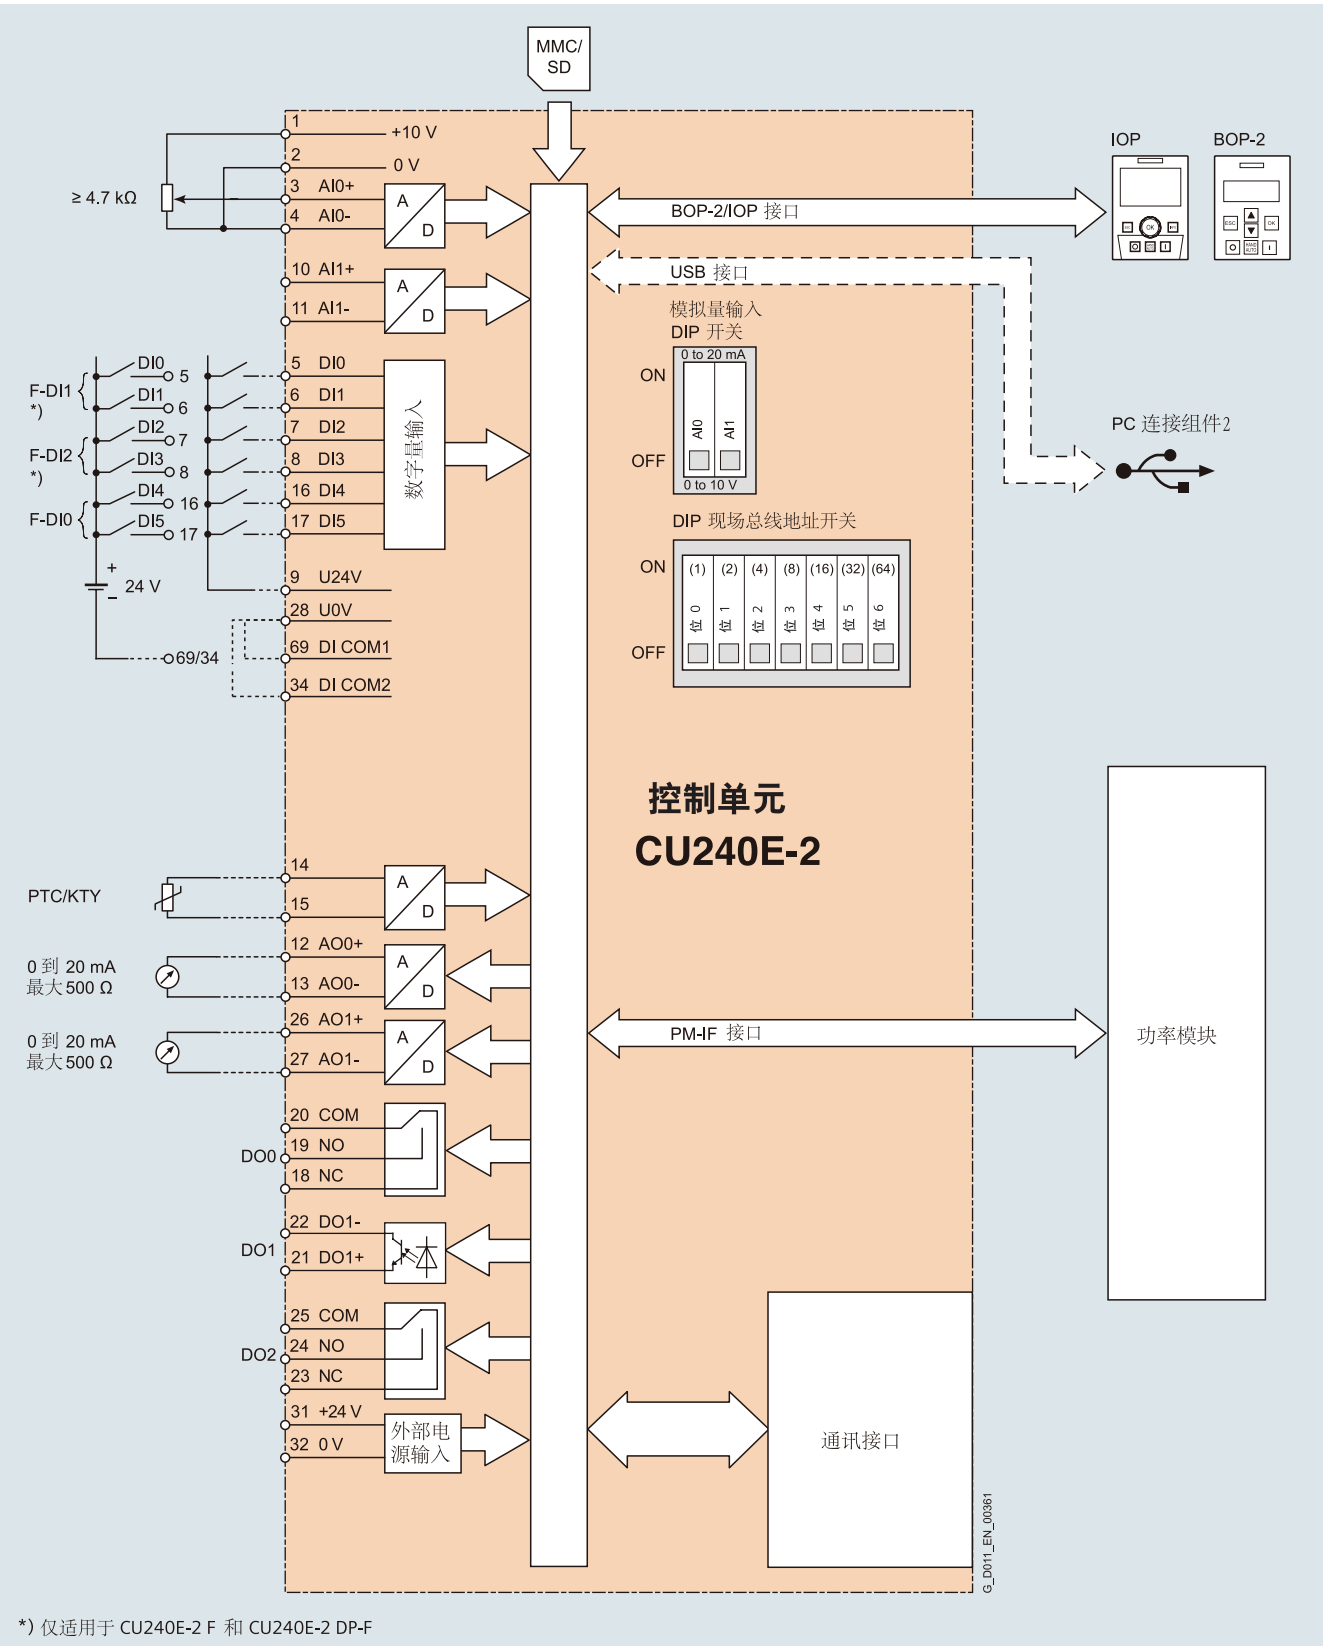 MMC/
SD
1
+10 V
2
0 V
3 AI0+
4 AI0-
≥ 4.7 kΩ
A
D
10 AI1+
11 AI1-
A
D
BOP-2/IOP 接口
IOP
BOP-2
OK
ESC
OK
HAND
AUTO
I
USB 接口
PC 连接组件2
模拟量输入
DIP 开关
0 to 20 mA
ON
AI0
AI1
OFF
0 to 10 V
F-DI1
*)
F-DI2
*)
F-DI0
DI0 5
DI1 6
DI2 7
DI3 8
DI4 16
DI5 17
5 DI0
6 DI1
7 DI2
8 DI3
16 DI4
17 DI5
数字量输入
+
24 V
–
69/34
9 U24V
28 U0V
69 DI COM1
34 DI COM2
DIP 现场总线地址开关
ON
(1) (2) (4) (8) (16) (32) (64)
位 0 位 1 位 2 位 3 位 4 位 5 位 6
OFF
控制单元
CU240E-2
PTC/KTY
14
15
A
D
0 到 20 mA
最大 500 Ω
12 AO0+
13 AO0-
A
D
0 到 20 mA
最大 500 Ω
26 AO1+
27 AO1-
A
D
PM-IF 接口
功率模块
DO0
20 COM
19 NO
18 NC
DO1
22 DO1-
21 DO1+
DO2
25 COM
24 NO
23 NC
31 +24 V
32 0 V
外部电
源输入
通讯接口
G_D011_EN_00361
*) 仅适用于 CU240E-2 F 和 CU240E-2 DP-F